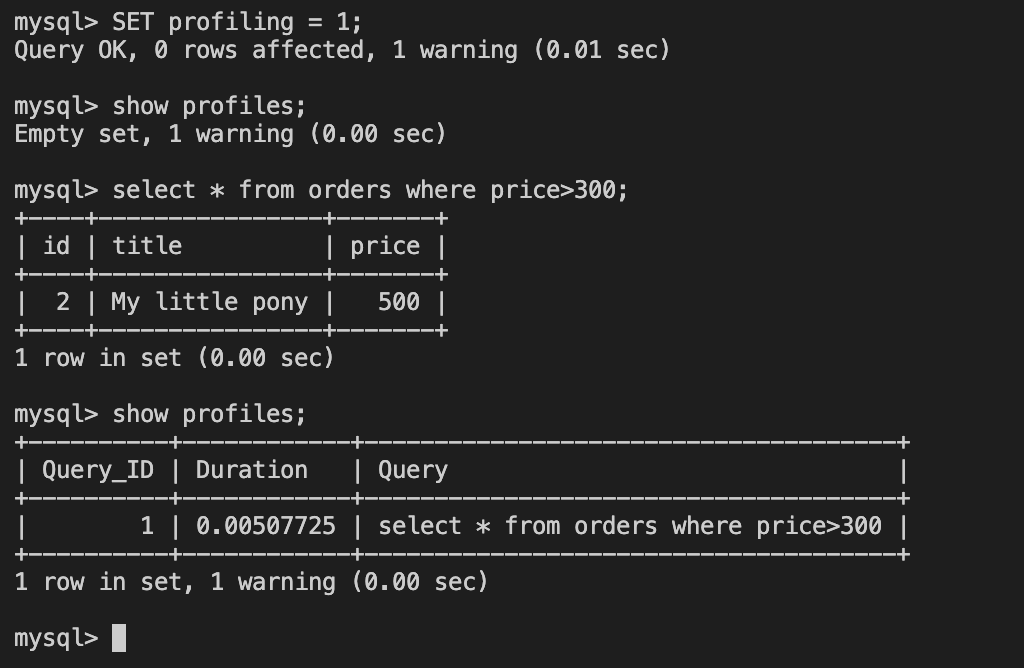 mysql> SET profiling = 1;
Query OK, 0 rows affected, 1 warning (0.01 sec)
mysql> show profiles;
Empty set, 1 warning (0.00 sec)
mysql> select * from orders where price>300;
+----+----------------+-------+
| id | title          | price |
+----+----------------+-------+
|  2 | My little pony |   500 |
+----+----------------+-------+
1 row in set (0.00 sec)
mysql> show profiles;
+----------+------------+--------------------------------------+
| Query_ID | Duration   | Query                                |
+----------+------------+--------------------------------------+
|        1 | 0.00507725 | select * from orders where price>300 |
+----------+------------+--------------------------------------+
1 row in set, 1 warning (0.00 sec)
mysql>